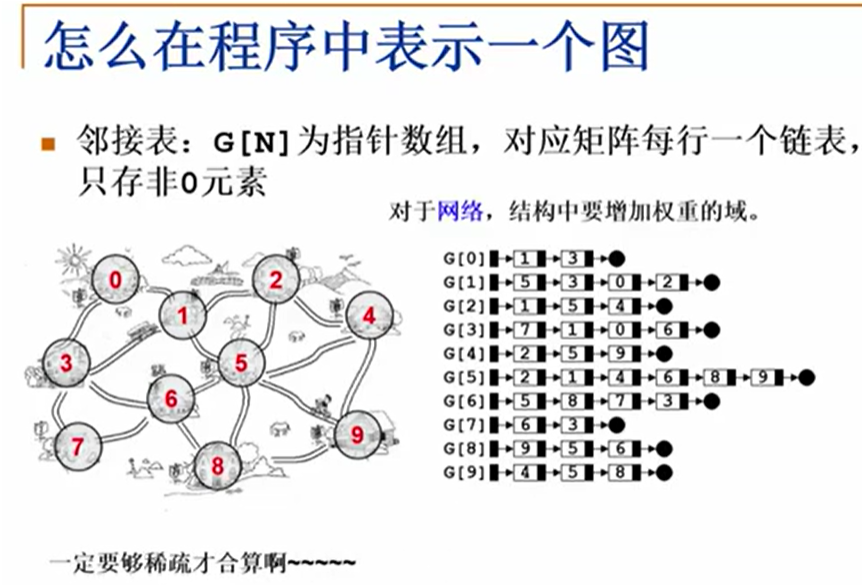 怎么在程序中表示一个图
邻接表：G[N]为指针数组，对应矩阵每行一个链表，
只存非0元素
对于网络，结构中要增加权重的域。
0
1
2
3
4
5
6
7
8
9
G[0] 1 3
G[1] 5 3 0 2
G[2] 1 5 4
G[3] 7 1 0 6
G[4] 2 5 9
G[5] 2 1 4 6 8 9
G[6] 5 8 7 3
G[7] 6 3
G[8] 9 5 6
G[9] 4 5 8
一定要够稀疏才合算啊~~~~~